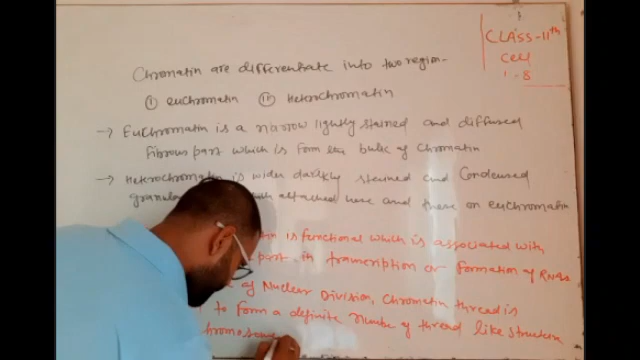 CLASS-11th
Cell
1-8
Chromatin are differentiate into two region-
(i) euchromatin (ii) Heterochromatin
→ Euchromatin is a narrow lightly stained and diffused
fibrous part which is form the bulk of chromatin
→ Heterochromatin is wider darkly stained and condensed
granular attached here and there on euchromatin
is functional which is associated with
part in transcription or formation of RNAs
of Nuclear Division, Chromatin thread is
to form a definite number of thread like structure